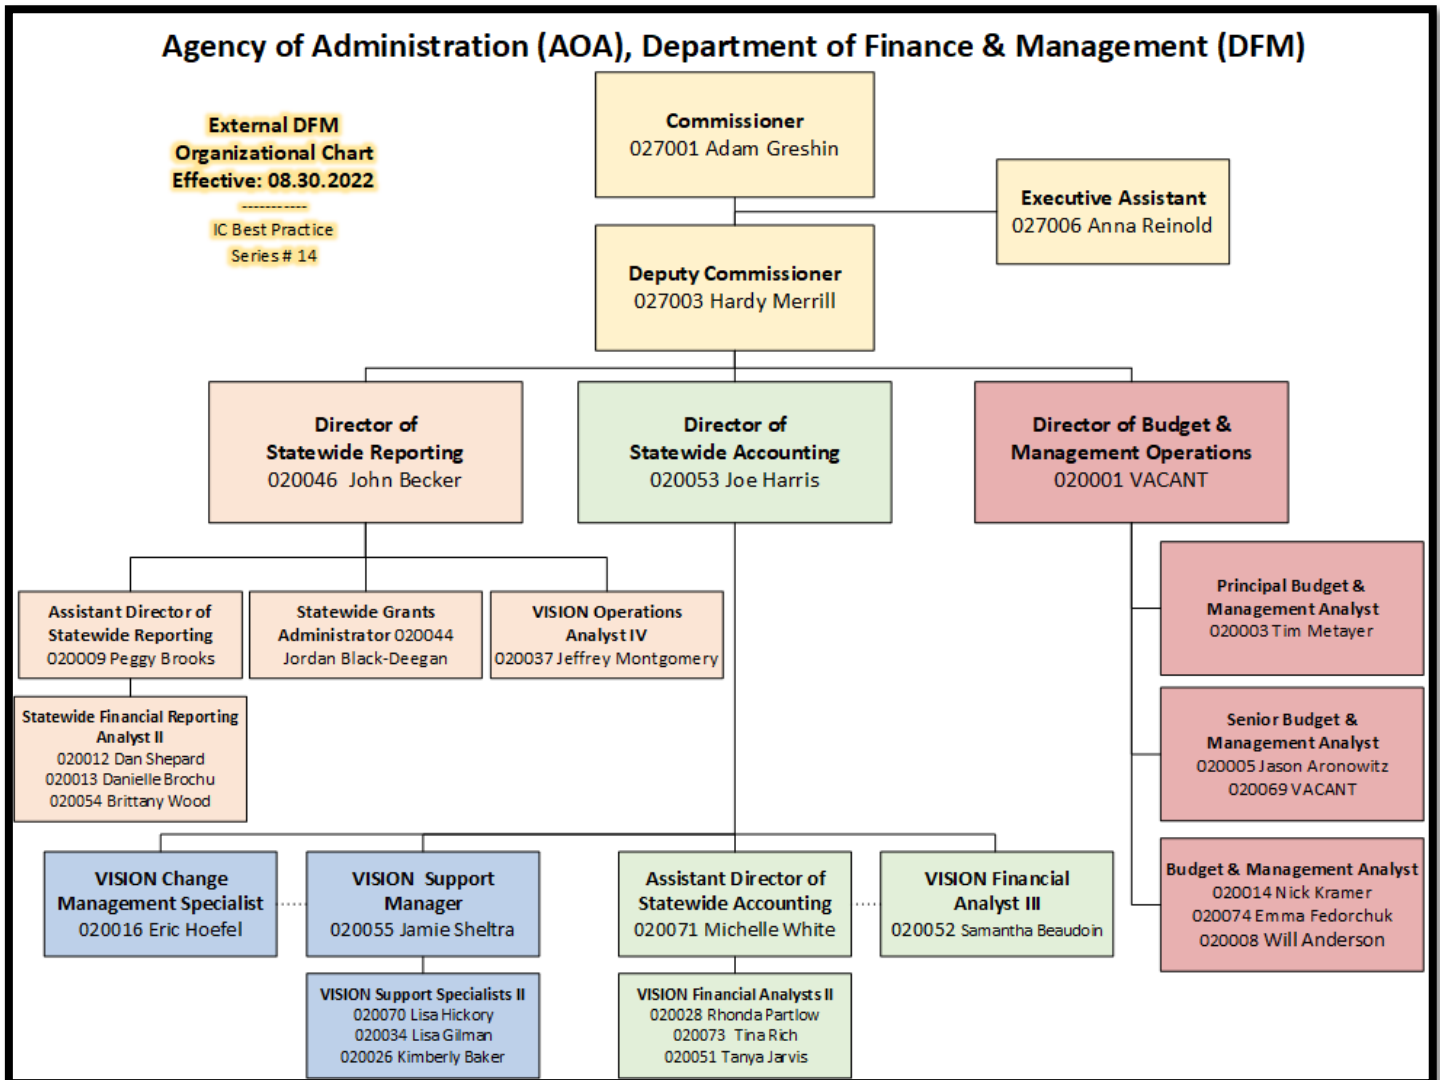 Agency of Administration (AOA), Department of Finance & Management (DFM)
External DFM
Organizational Chart
Effective: 08.30.2022
-----------
IC Best Practice
Series # 14
Commissioner
027001 Adam Greshin
Executive Assistant
027006 Anna Reinold
Deputy Commissioner
027003 Hardy Merrill
Director of
Statewide Reporting
020046 John Becker
Director of
Statewide Accounting
020053 Joe Harris
Director of Budget &
Management Operations
020001 VACANT
Assistant Director of
Statewide Reporting
020009 Peggy Brooks
Statewide Grants
Administrator 020044
Jordan Black-Deegan
VISION Operations
Analyst IV
020037 Jeffrey Montgomery
Statewide Financial Reporting
Analyst II
020012 Dan Shepard
020013 Danielle Brochu
020054 Brittany Wood
Principal Budget &
Management Analyst
020003 Tim Metayer
Senior Budget &
Management Analyst
020005 Jason Aronowitz
020069 VACANT
Budget & Management Analyst
020014 Nick Kramer
020074 Emma Fedorchuk
020008 Will Anderson
VISION Change
Management Specialist
020016 Eric Hoefel
VISION Support
Manager
020055 Jamie Sheltra
Assistant Director of
Statewide Accounting
020071 Michelle White
VISION Financial
Analyst III
020052 Samantha Beaudoin
VISION Support Specialists II
020070 Lisa Hickory
020034 Lisa Gilman
020026 Kimberly Baker
VISION Financial Analysts II
020028 Rhonda Partlow
020073 Tina Rich
020051 Tanya Jarvis